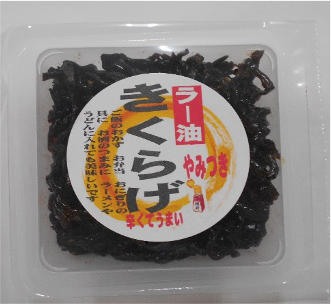 ラー油
きくらげ
やみつき
ご飯のおかず お弁当 おにぎりの
具に お酒のつまみに ラーメンや
うどんに入れても美味しいです
辛くてうまい